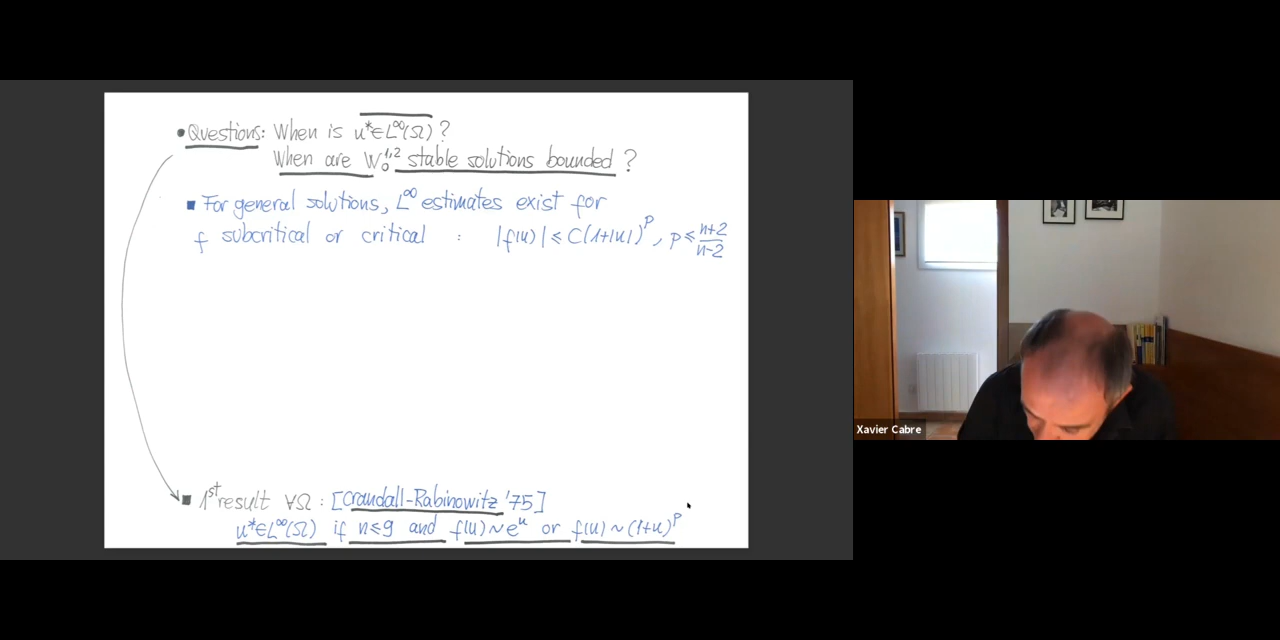 • Questions: When is u*∈L^∞(Ω)?
When are W₀^{1,2} stable solutions bounded?
▪ For general solutions, L^∞ estimates exist for
f subcritical or critical : |f(u)| ≤ C(1+|u|)^p, p ≤ \frac{n+2}{n-2}
▪ 1st result ∀Ω: [Crandall-Rabinowitz '75]
u*∈L^∞(Ω) if n≤9 and f(u)~e^u or f(u)~(1+u)^p
Xavier Cabre